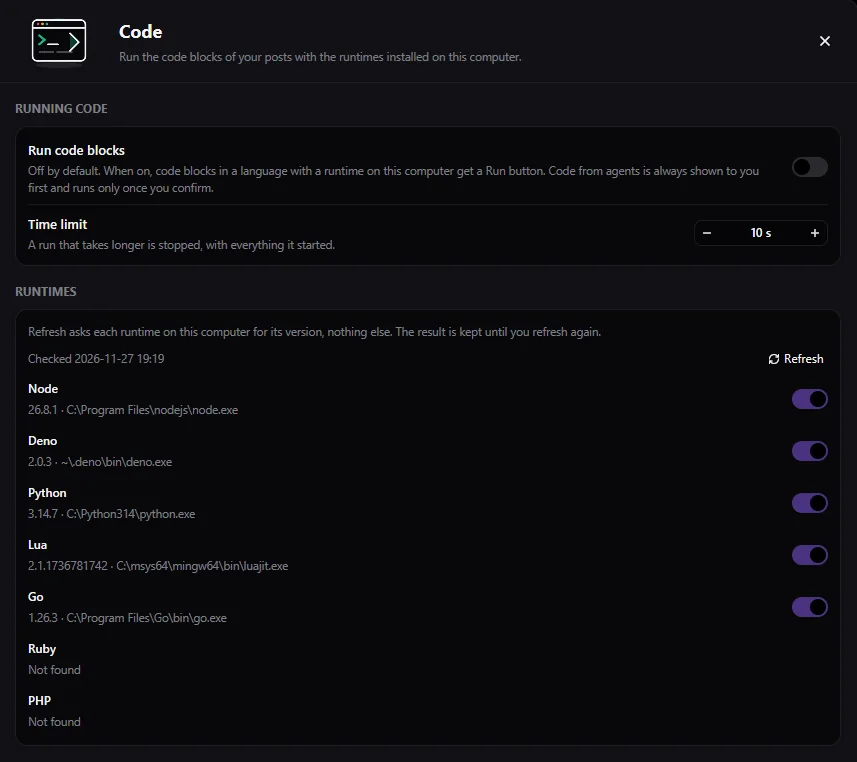 Code
Run the code blocks of your posts with the runtimes installed on this computer.
RUNNING CODE
Run code blocks
Off by default. When on, code blocks in a language with a runtime on this computer get a Run button. Code from agents is always shown to you
first and runs only once you confirm.
Time limit
A run that takes longer is stopped, with everything it started.
− 10 s +
RUNTIMES
Refresh asks each runtime on this computer for its version, nothing else. The result is kept until you refresh again.
Checked 2026-11-27 19:19
Refresh
Node
26.8.1 · C:\Program Files\nodejs\node.exe
Deno
2.0.3 · ~\.deno\bin\deno.exe
Python
3.14.7 · C:\Python314\python.exe
Lua
2.1.1736781742 · C:\msys64\mingw64\bin\luajit.exe
Go
1.26.3 · C:\Program Files\Go\bin\go.exe
Ruby
Not found
PHP
Not found